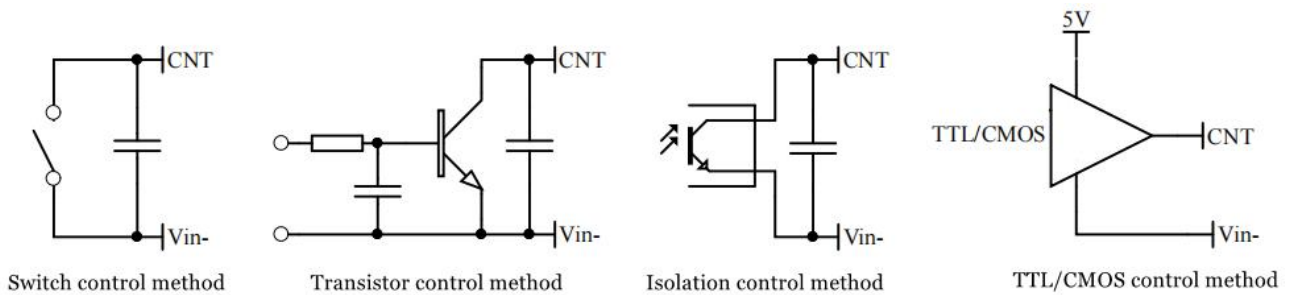 CNT
Vin-
Switch control method
CNT
Vin-
Transistor control method
CNT
Vin-
Isolation control method
5V
TTL/CMOS
CNT
Vin-
TTL/CMOS control method